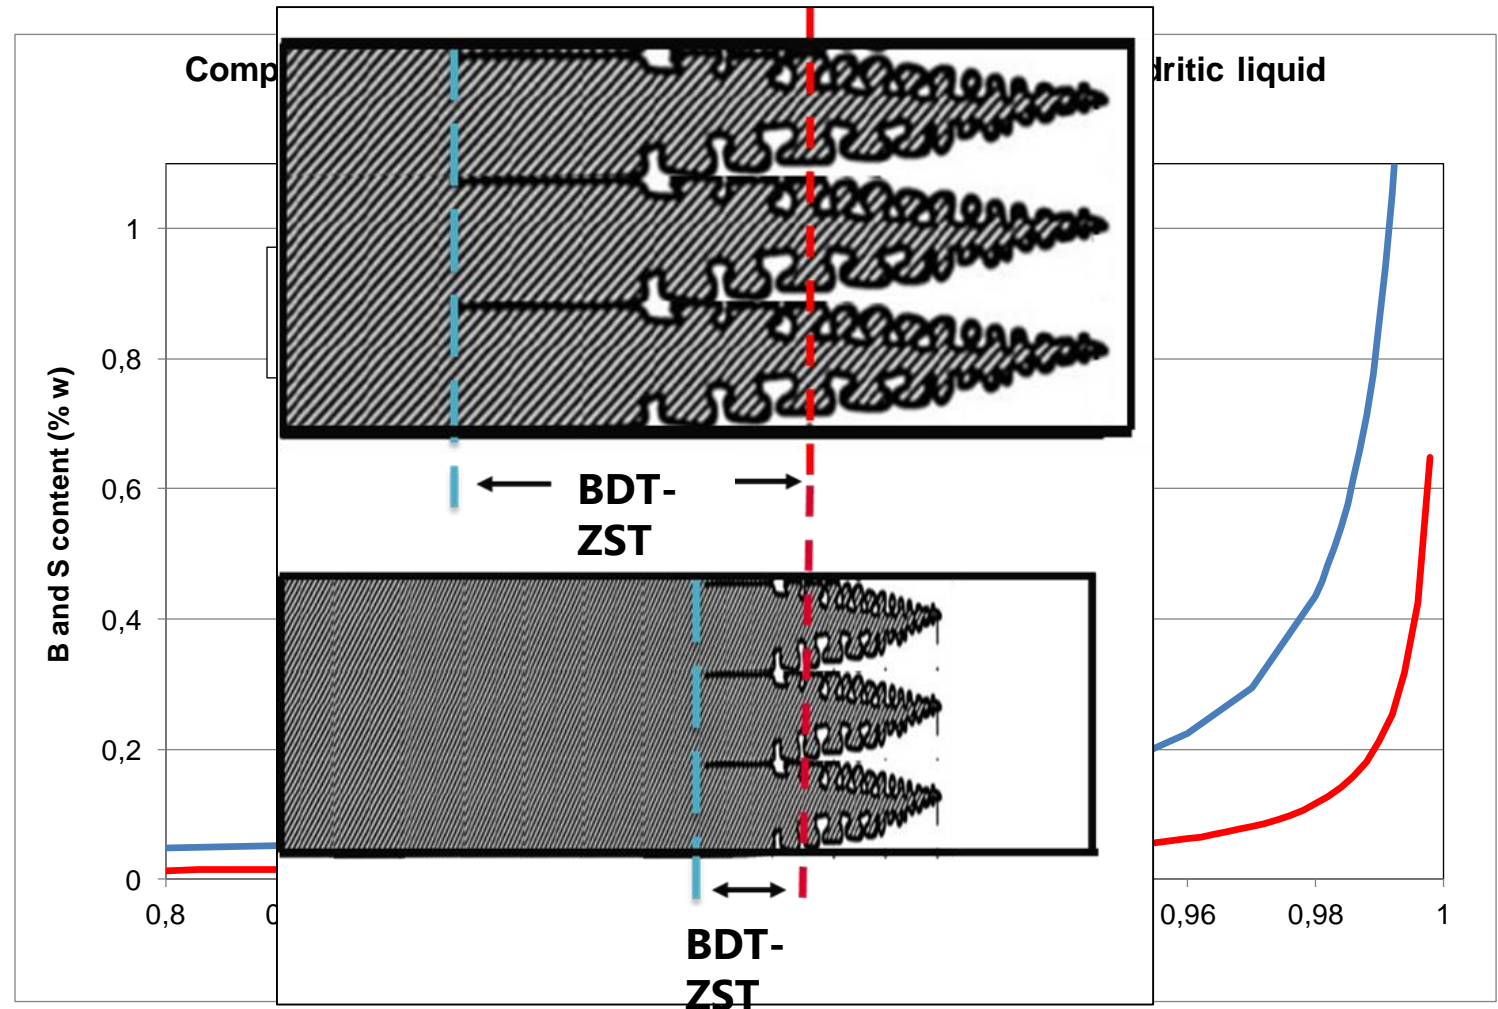 Comp
dritic liquid
B and S content (% w)
1
0,8
0,6
0,4
0,2
0
0,8
0,96
0,98
1
BDT-
ZST
BDT-
ZST